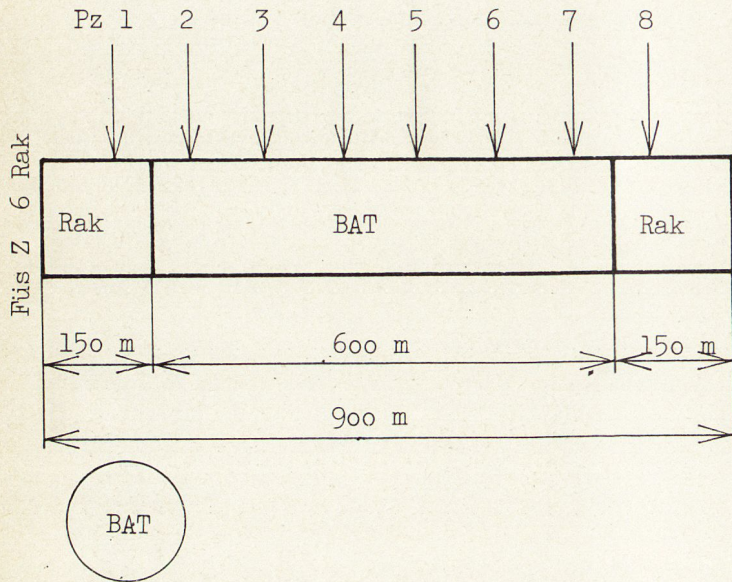 Pz 1 2 3 4 5 6 7 8
Füs Z 6 Rak
Rak BAT Rak
15o m 6oo m 15o m
9oo m
BAT